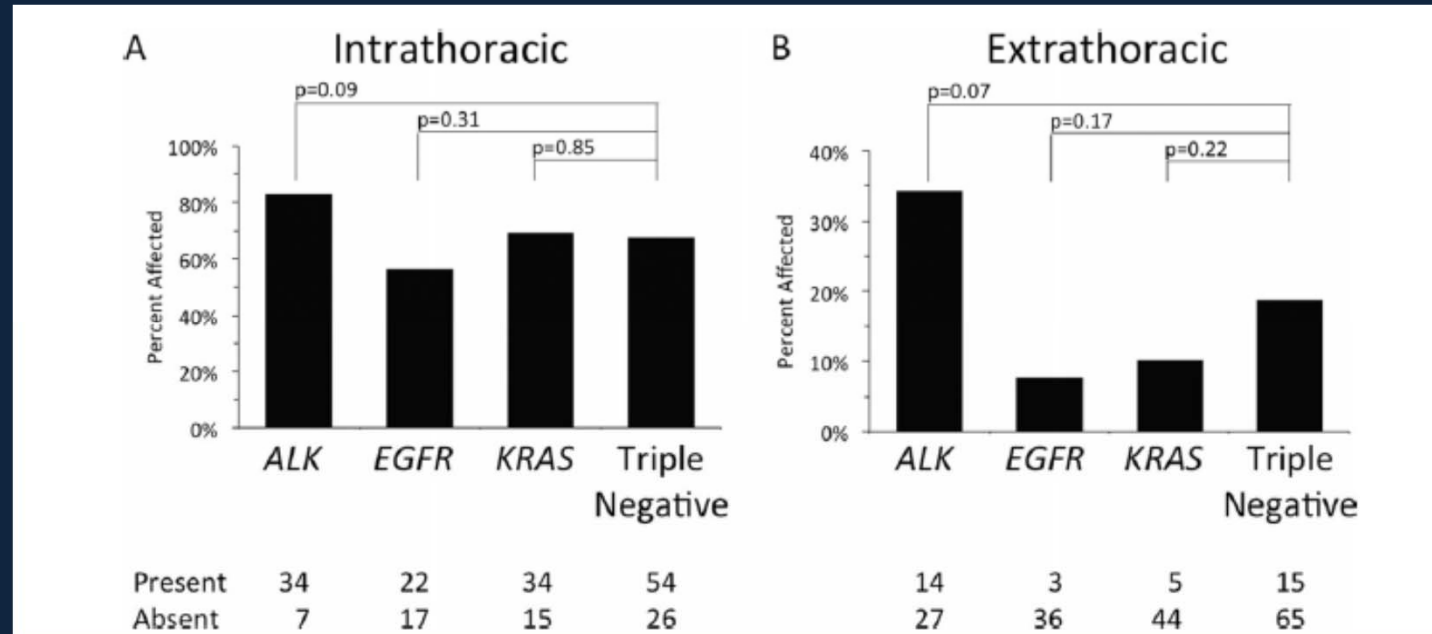 A Intrathoracic
p=0.09
p=0.31
p=0.85
100%
80%
60%
40%
20%
0%
Percent Affected
ALK EGFR KRAS Triple
Negative
Present 34 22 34 54
Absent 7 17 15 26
B Extrathoracic
p=0.07
p=0.17
p=0.22
40%
30%
20%
10%
0%
Percent Affected
ALK EGFR KRAS Triple
Negative
14 3 5 15
27 36 44 65